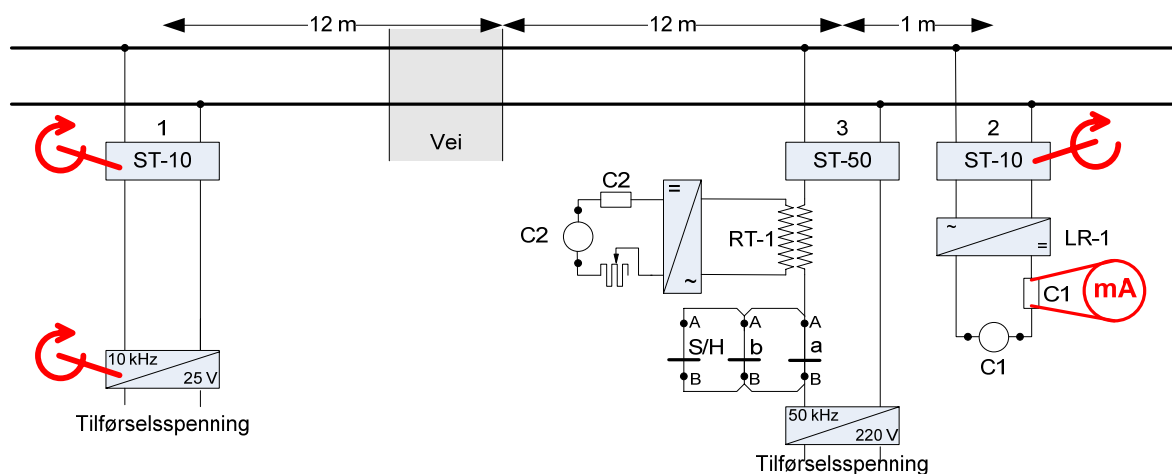 12 m
12 m
1 m
Vei
1
3
2
ST-10
ST-50
ST-10
C2
=
~
C2
RT-1
~
=
LR-1
C1
mA
A
A
A
S/H
b
a
B
B
B
C1
10 kHz
25 V
50 kHz
220 V
Tilførselsspenning
Tilførselsspenning